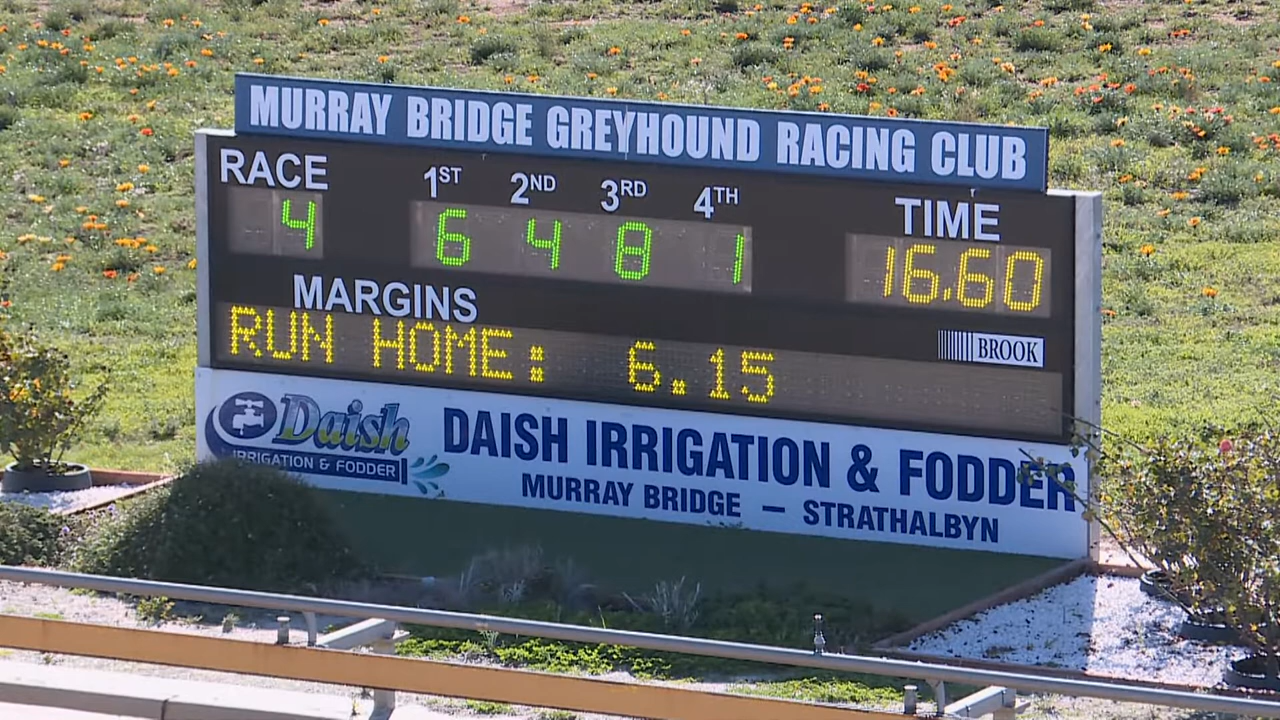 MURRAY BRIDGE GREYHOUND RACING CLUB
RACE 1ST 2ND 3RD 4TH TIME
4 6 4 8 1 16.60
MARGINS
RUN HOME: 6.15
BROOK
Daish
IRRIGATION & FODDER
DAISH IRRIGATION & FODDER
MURRAY BRIDGE – STRATHALBYN